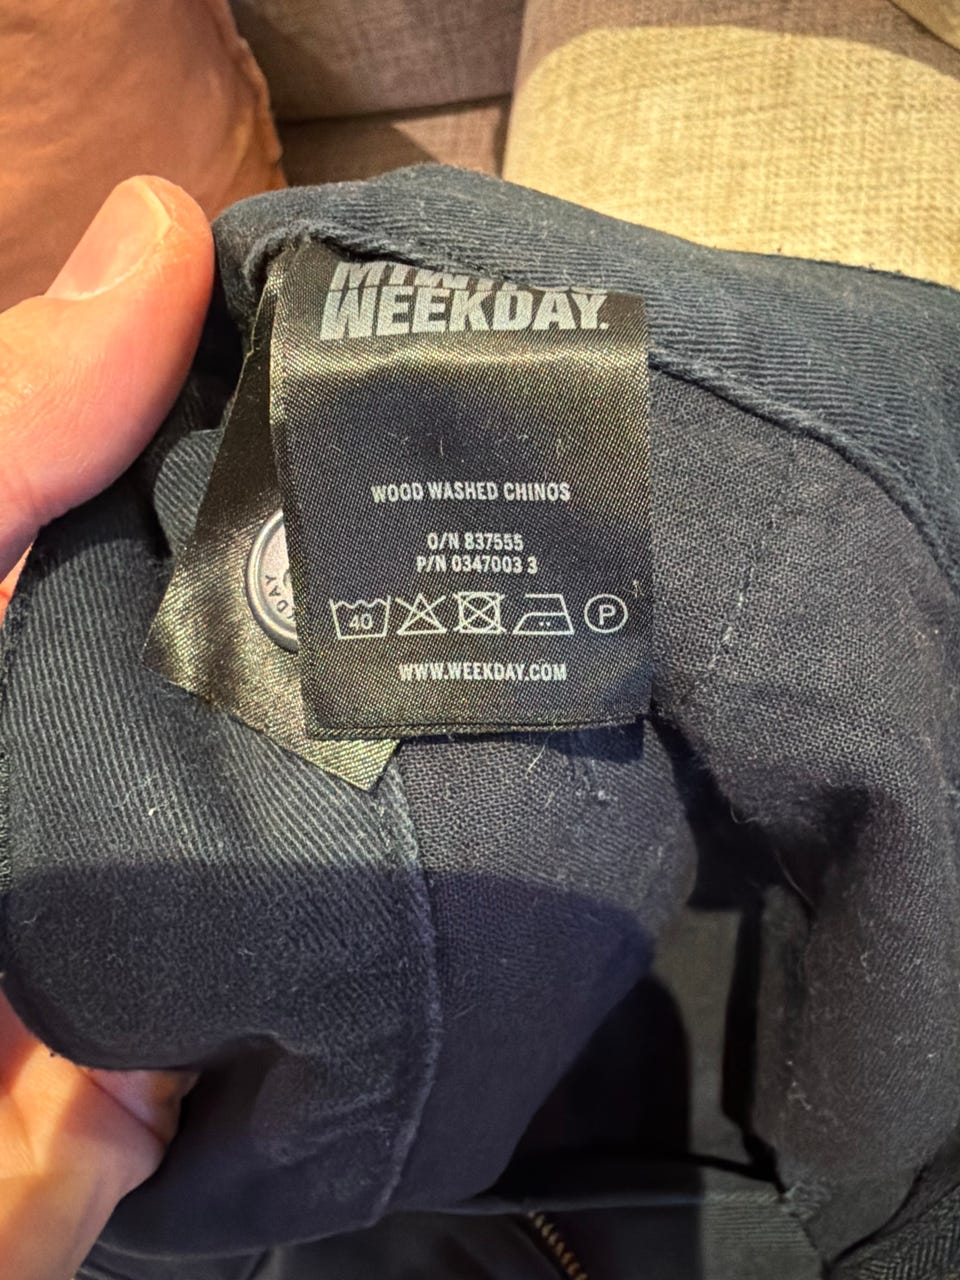 WEEKDAY.
WOOD WASHED CHINOS
O/N 837555
P/N 0347003 3
40 P
WWW.WEEKDAY.COM